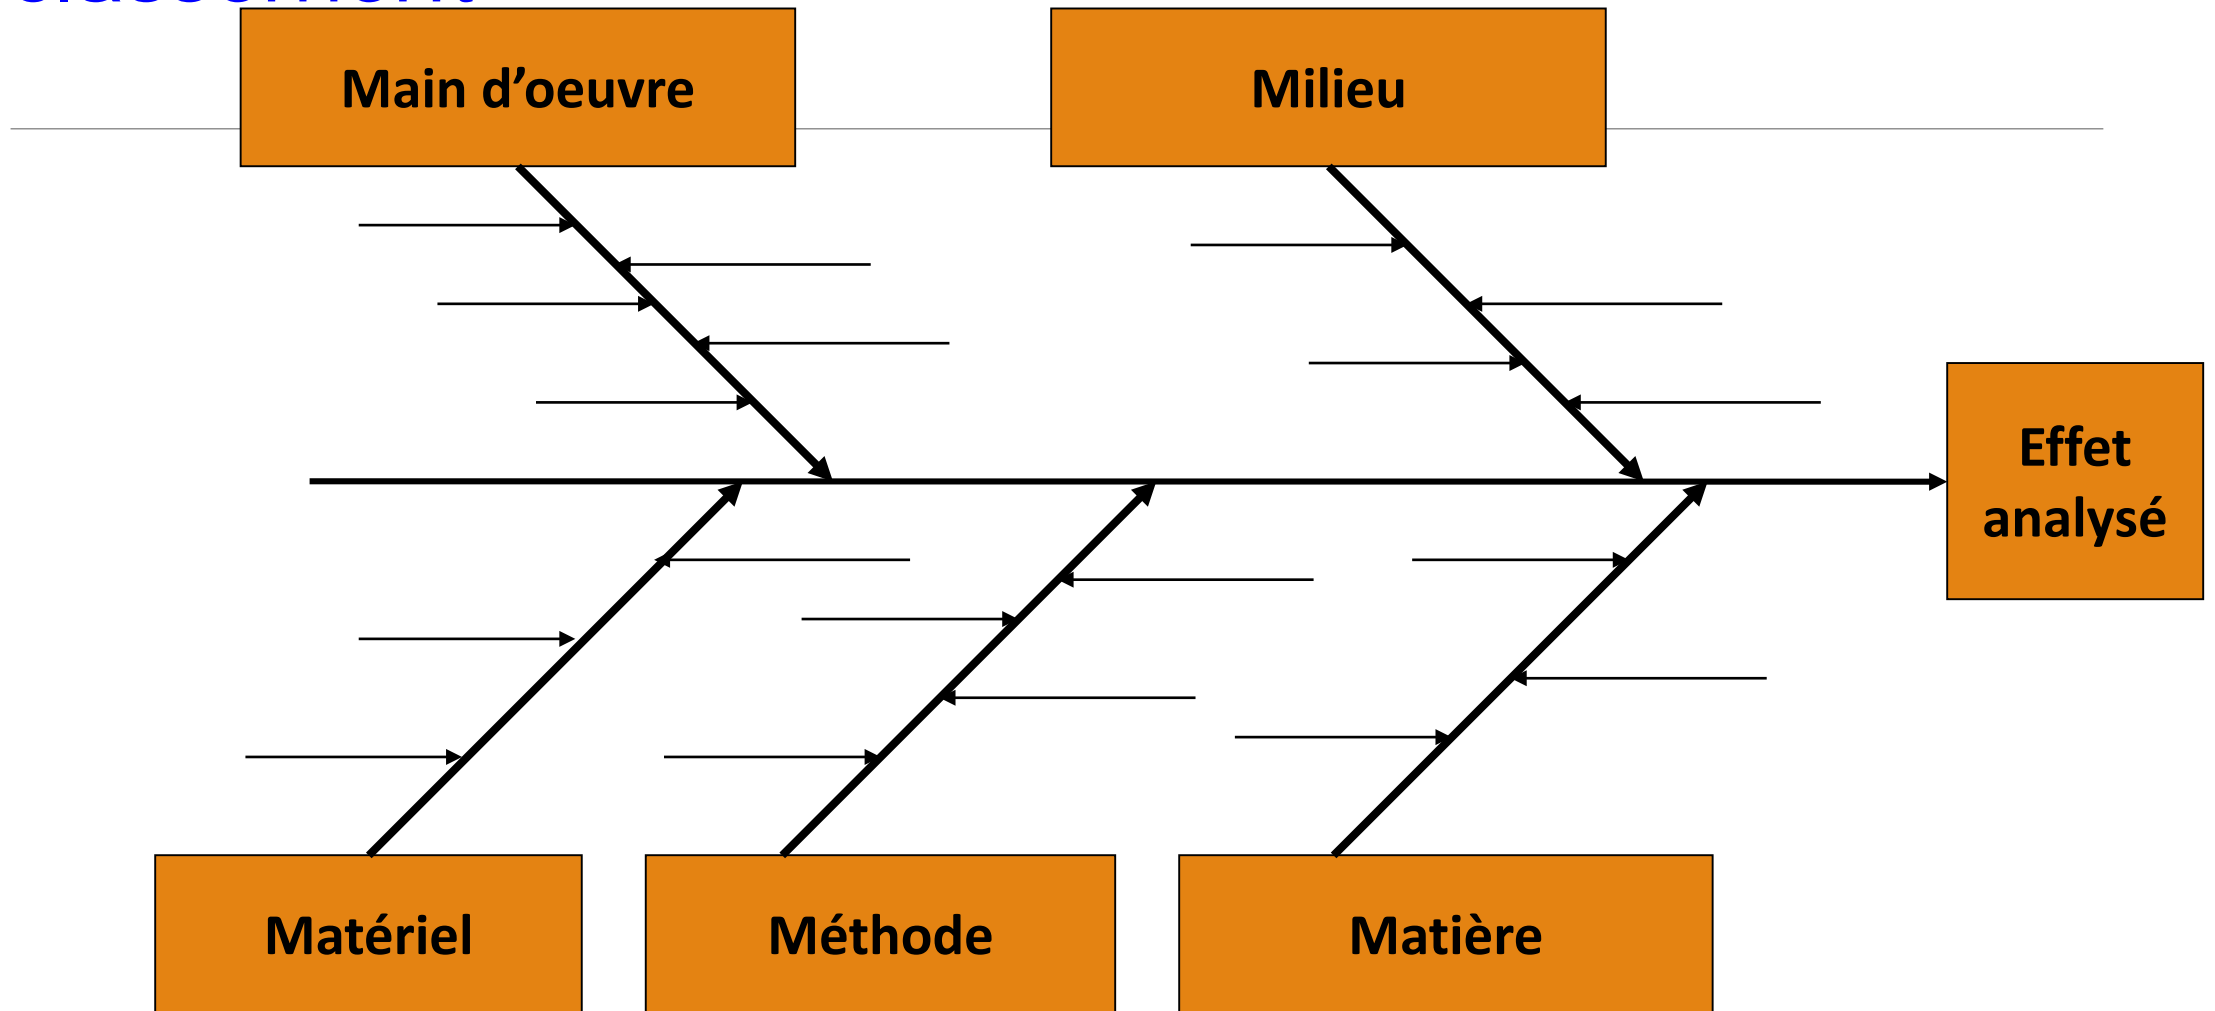 Main d’oeuvre
Milieu
Effet
analysé
Matériel
Méthode
Matière